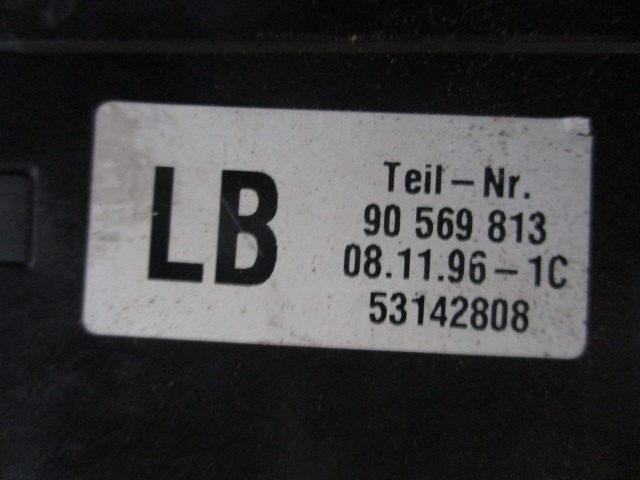 LB
Teil – Nr.
90 569 813
08.11.96 – 1C
53142808